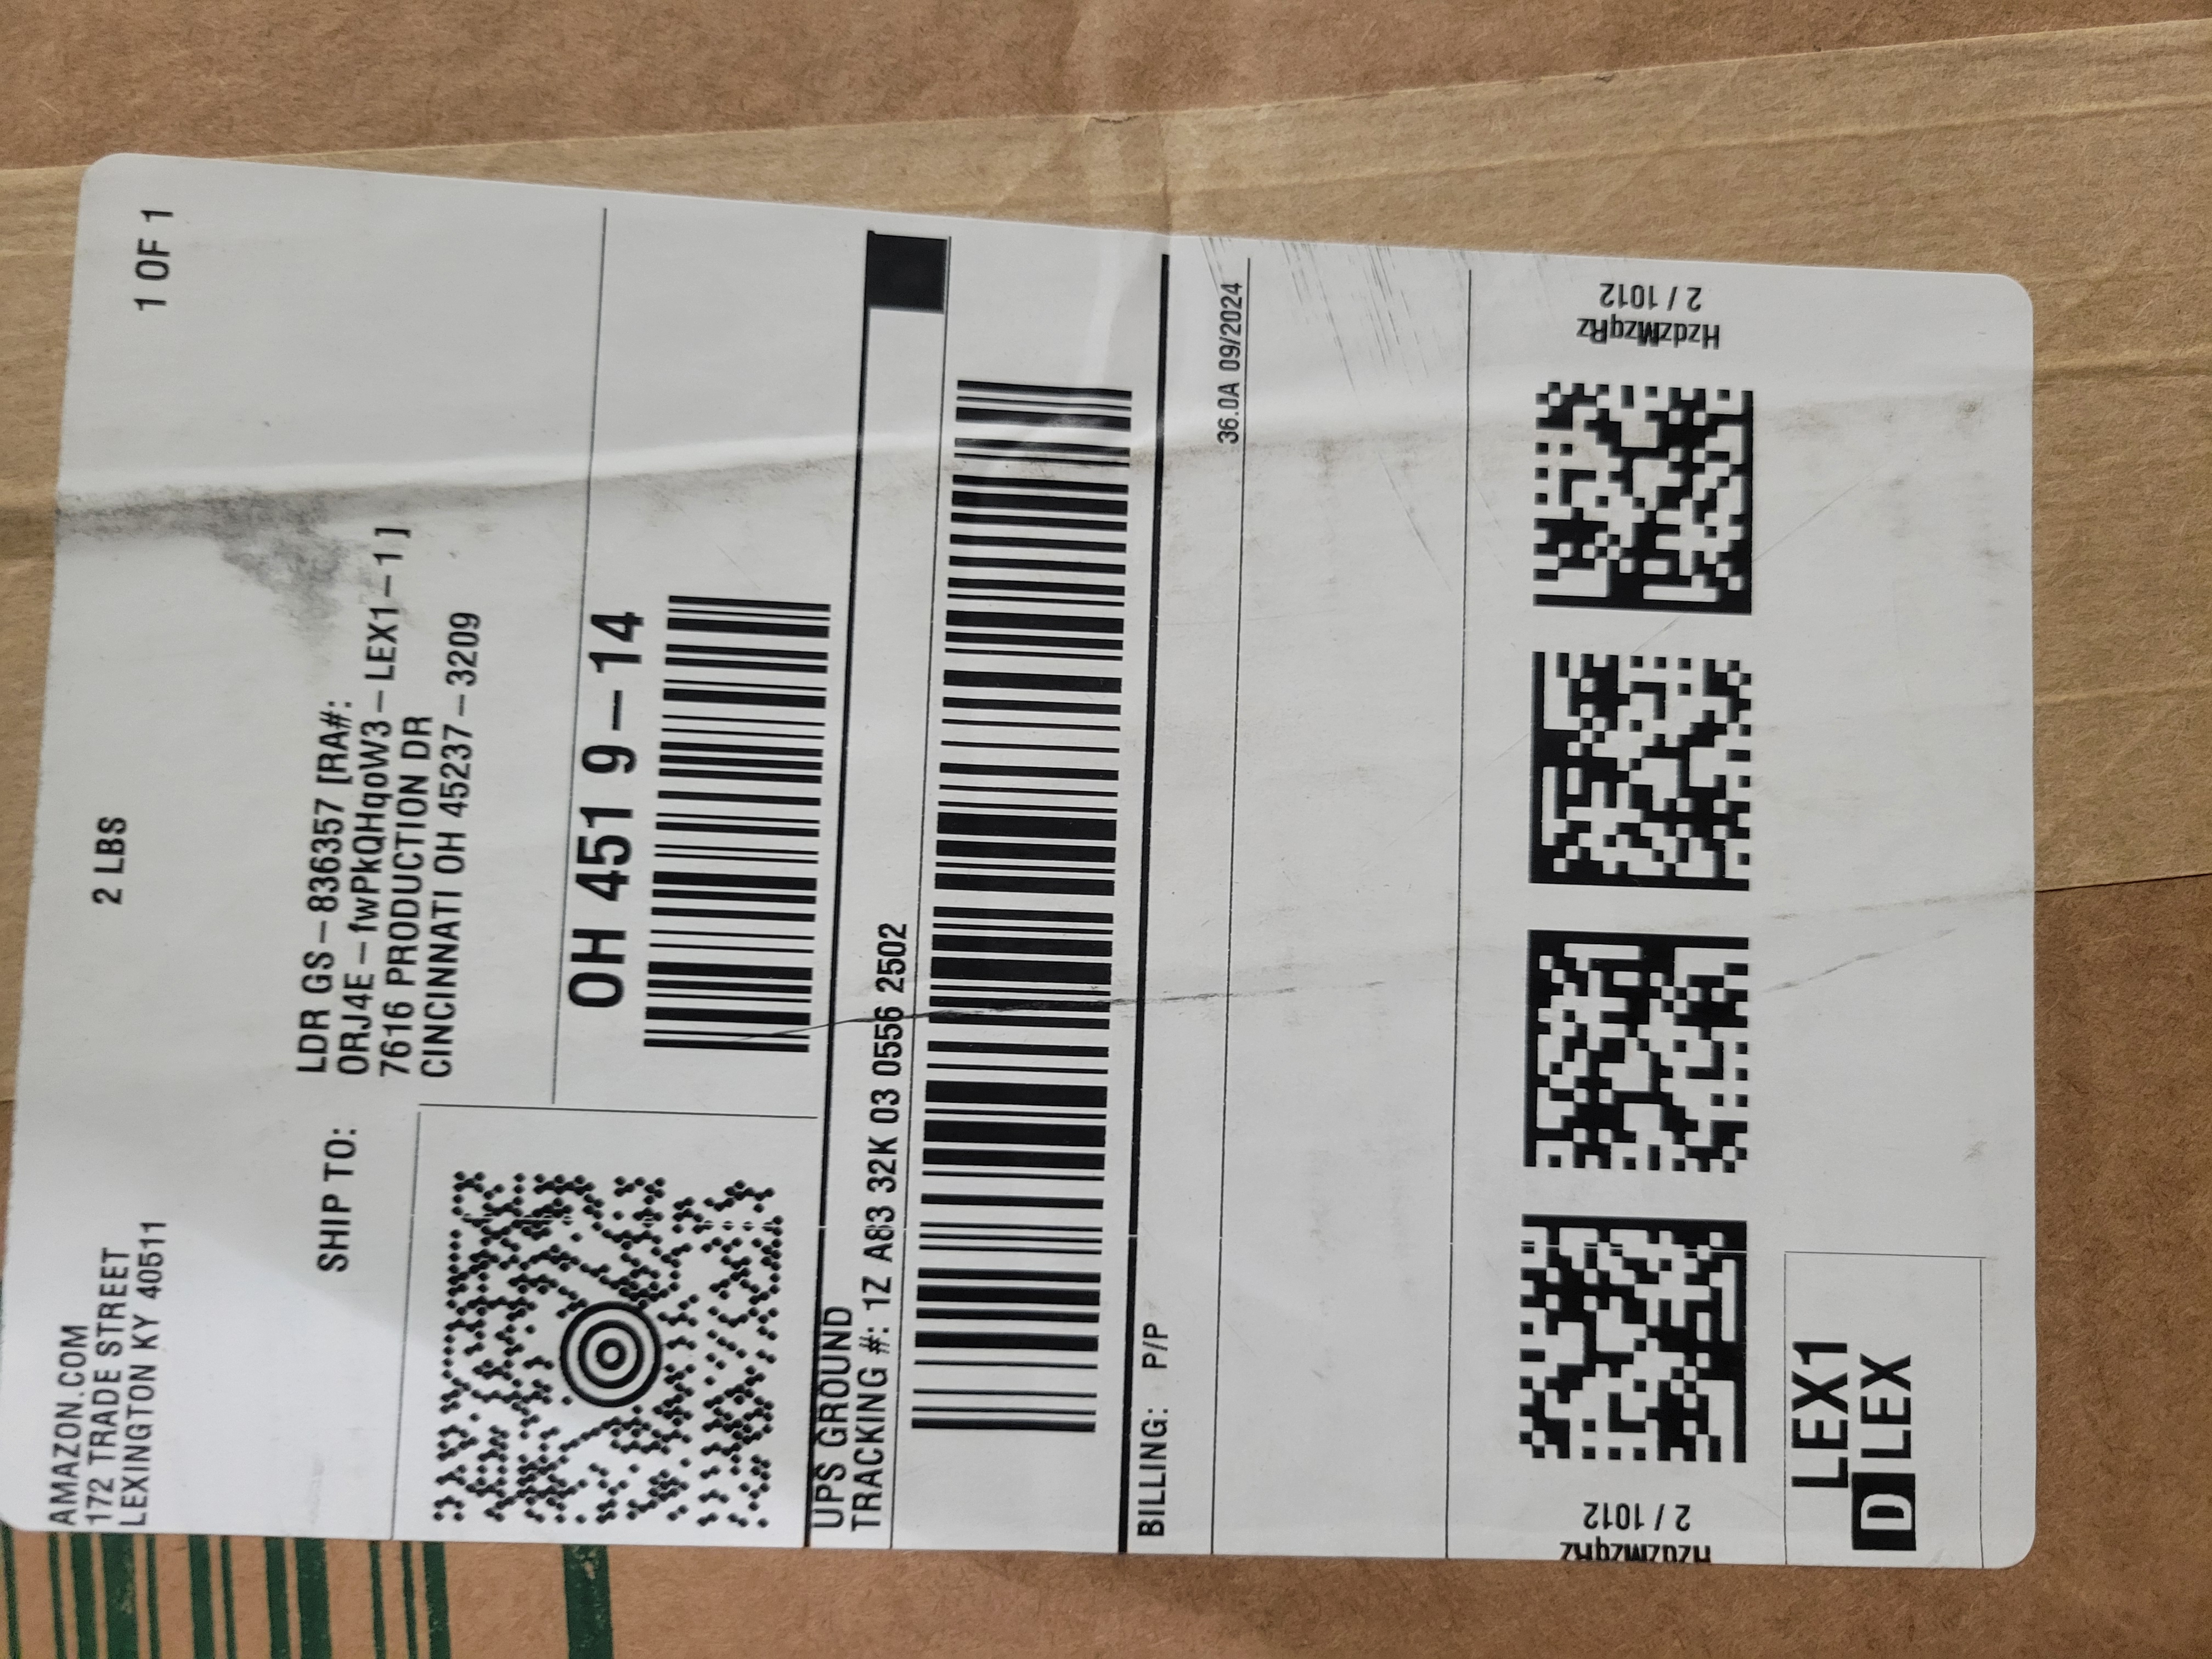 AMAZON.COM
172 TRADE STREET
LEXINGTON KY 40511
2 LBS
1 OF 1
SHIP TO:
LDR GS-836357 [RA#:
ORJ4E-fwPkQHqoW3-LEX1-1]
7616 PRODUCTION DR
CINCINNATI OH 45237-3209
OH 451 9-14
UPS GROUND
TRACKING #: 1Z A83 32K 03 0556 2502
BILLING: P/P
36.0A 09/2024
HzdzMzqRz
2 / 1012
HzdzMzqRz
2 / 1012
LEX1
D LEX